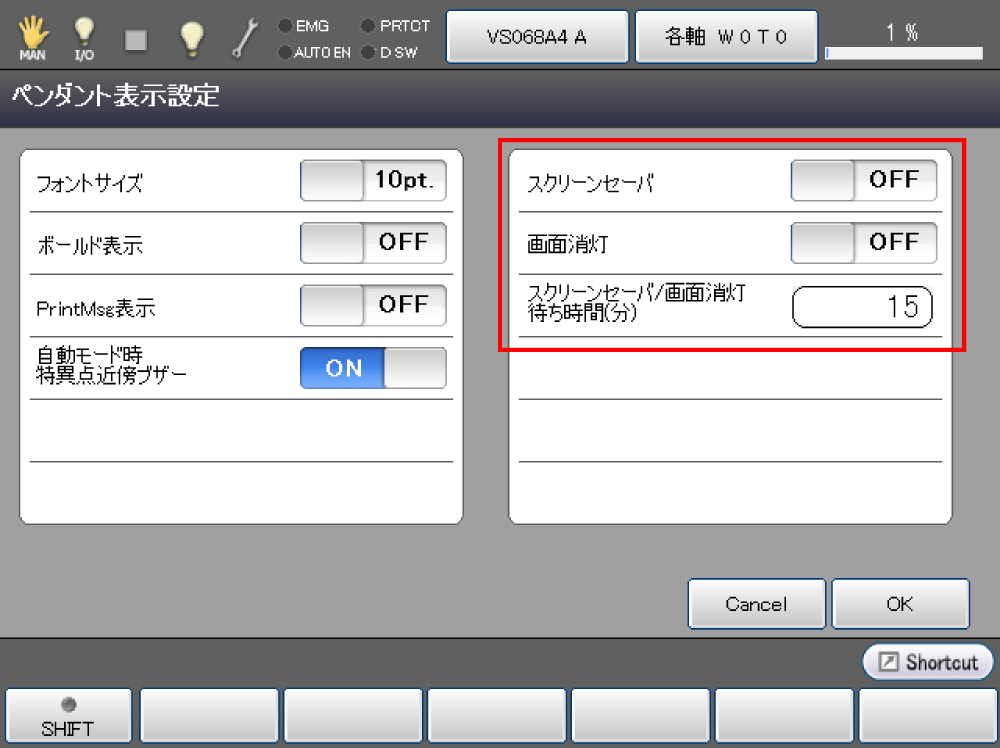 MAN
I/O
EMG
PRTCT
AUTO EN
D SW
VS068A4 A
各軸 W 0 T 0
1 %
ペンダント表示設定
フォントサイズ
10pt.
ボールド表示
OFF
PrintMsg表示
OFF
自動モード時
特異点近傍ブザー
ON
スクリーンセーバ
OFF
画面消灯
OFF
スクリーンセーバ/画面消灯
待ち時間(分)
15
Cancel
OK
Shortcut
SHIFT